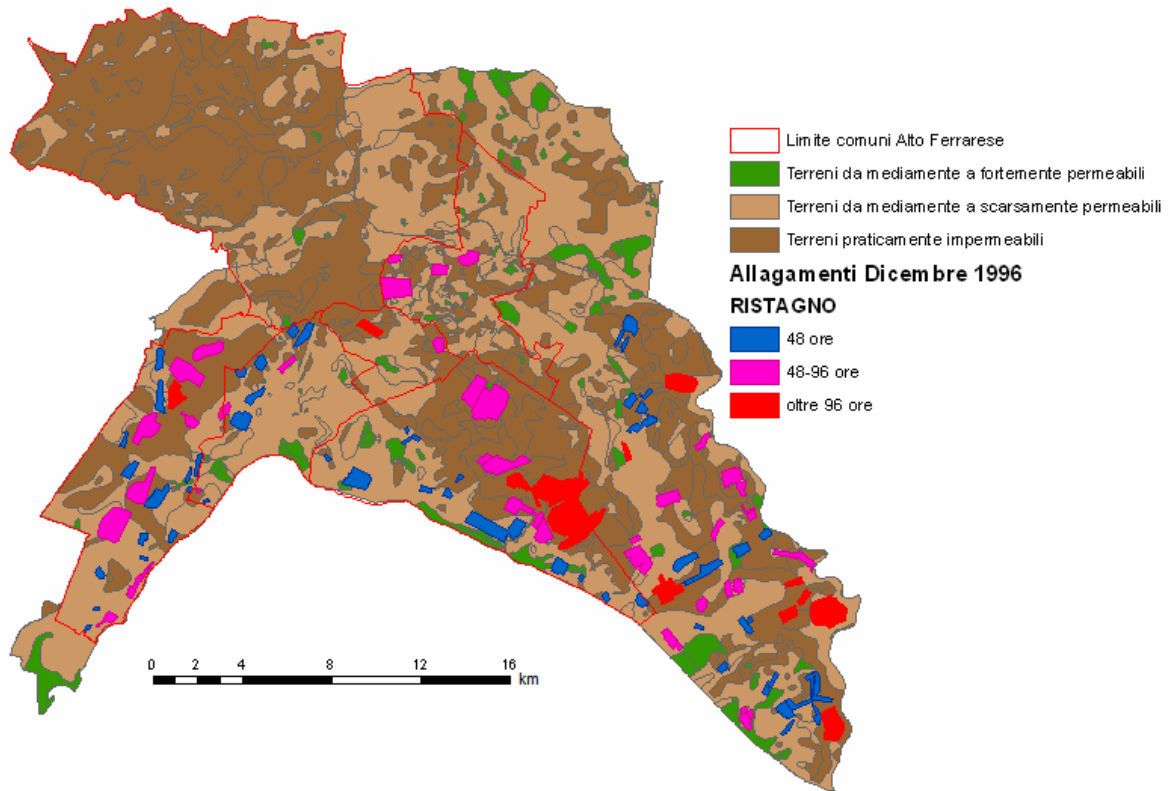 Limite comuni Alto Ferrarese
Terreni da mediamente a fortemente permeabili
Terreni da mediamente a scarsamente permeabili
Terreni praticamente impermeabili
Allagamenti Dicembre 1996
RISTAGNO
48 ore
48-96 ore
oltre 96 ore
0 2 4 8 12 16
km